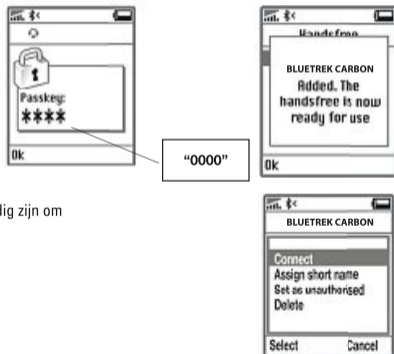 Passkey:
****
Ok
"0000"
Handsfree
BLUETREK CARBON
Added. The
handsfree is now
ready for use
Ok
dig zijn om
BLUETREK CARBON
Connect
Assign short name
Set as unauthorised
Delete
Select Cancel